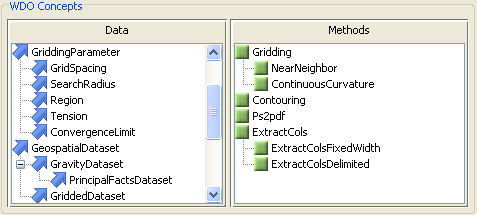 WDO Concepts
Data
GriddingParameter
GridSpacing
SearchRadius
Region
Tension
ConvergenceLimit
GeospatialDataset
GravityDataset
PrincipalFactsDataset
GriddedDataset
Methods
Gridding
NearNeighbor
ContinuousCurvature
Contouring
Ps2pdf
ExtractCols
ExtractColsFixedWidth
ExtractColsDelimited